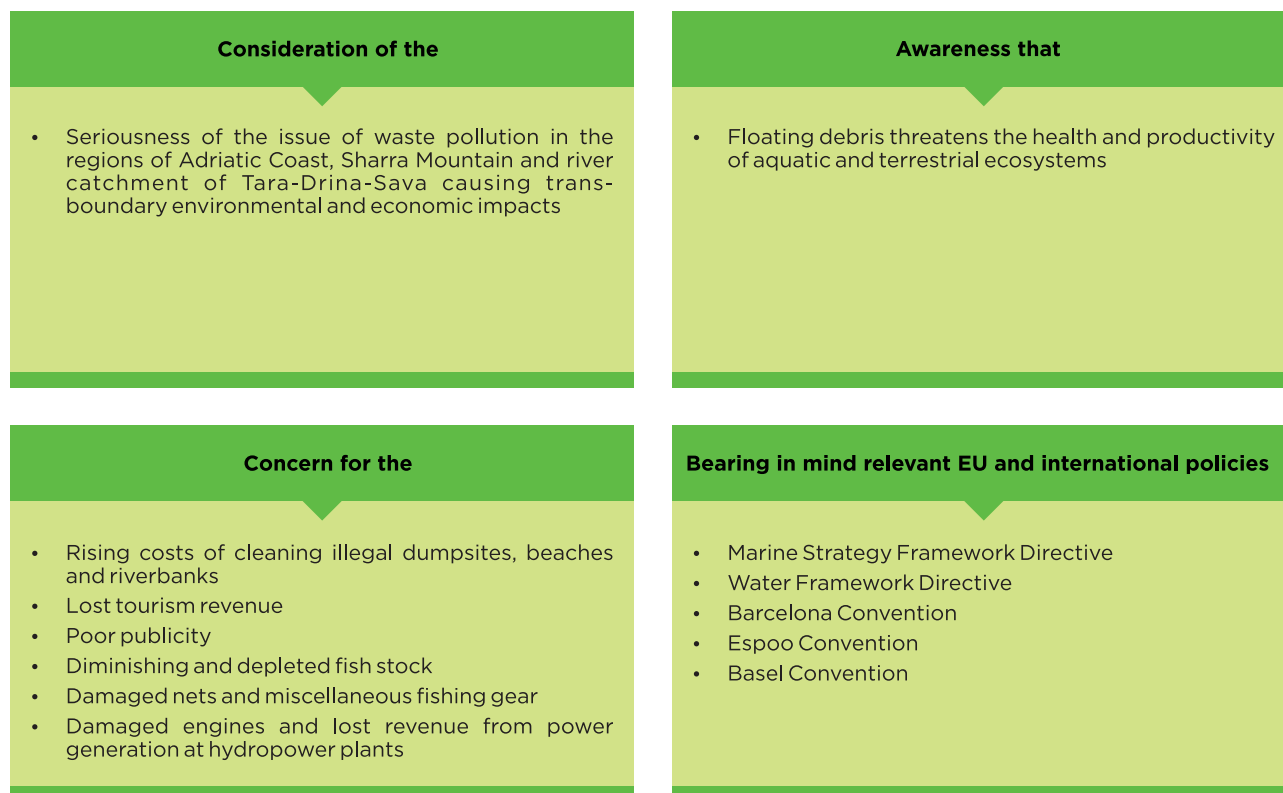 Consideration of the
• Seriousness of the issue of waste pollution in the
regions of Adriatic Coast, Sharra Mountain and river
catchment of Tara-Drina-Sava causing trans-
boundary environmental and economic impacts
Awareness that
• Floating debris threatens the health and productivity
of aquatic and terrestrial ecosystems
Concern for the
• Rising costs of cleaning illegal dumpsites, beaches
and riverbanks
• Lost tourism revenue
• Poor publicity
• Diminishing and depleted fish stock
• Damaged nets and miscellaneous fishing gear
• Damaged engines and lost revenue from power
generation at hydropower plants
Bearing in mind relevant EU and international policies
• Marine Strategy Framework Directive
• Water Framework Directive
• Barcelona Convention
• Espoo Convention
• Basel Convention